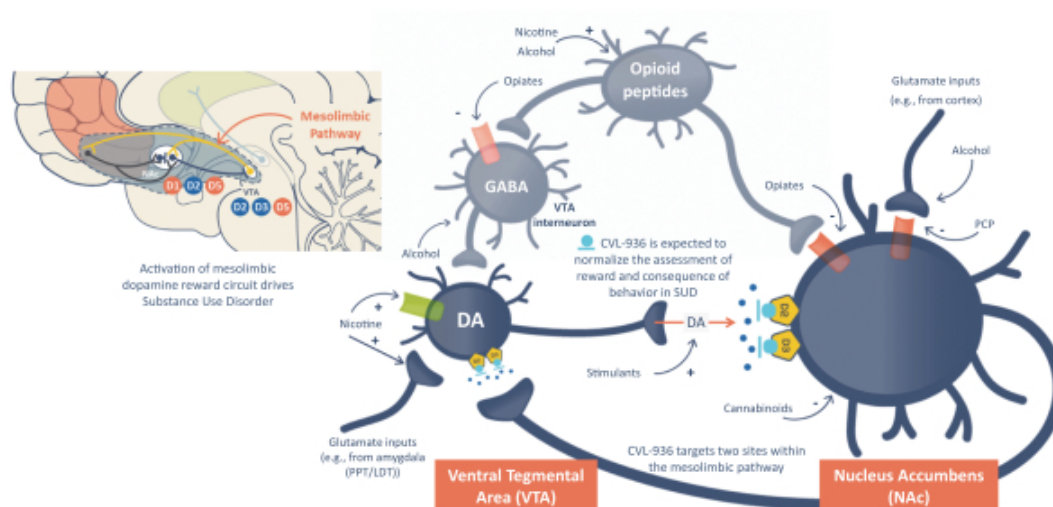 Mesolimbic
Pathway
D1 D2 D5
VTA
D2 D3 D5
Activation of mesolimbic
dopamine reward circuit drives
Substance Use Disorder
Nicotine
+
Alcohol
Opiates
-
Opioid
peptides
GABA
VTA
interneuron
Alcohol
CVL-936 is expected to
normalize the assessment of
reward and consequence of
behavior in SUD
Glutamate inputs
(e.g., from cortex)
Alcohol
Opiates
-
-
PCP
+
Nicotine
+
DA
DA
Stimulants
+
D2
D3
Cannabinoids
-
Glutamate inputs
(e.g., from amygdala
(PPT/LDT))
CVL-936 targets two sites within
the mesolimbic pathway
Ventral Tegmental
Area (VTA)
Nucleus Accumbens
(NAc)